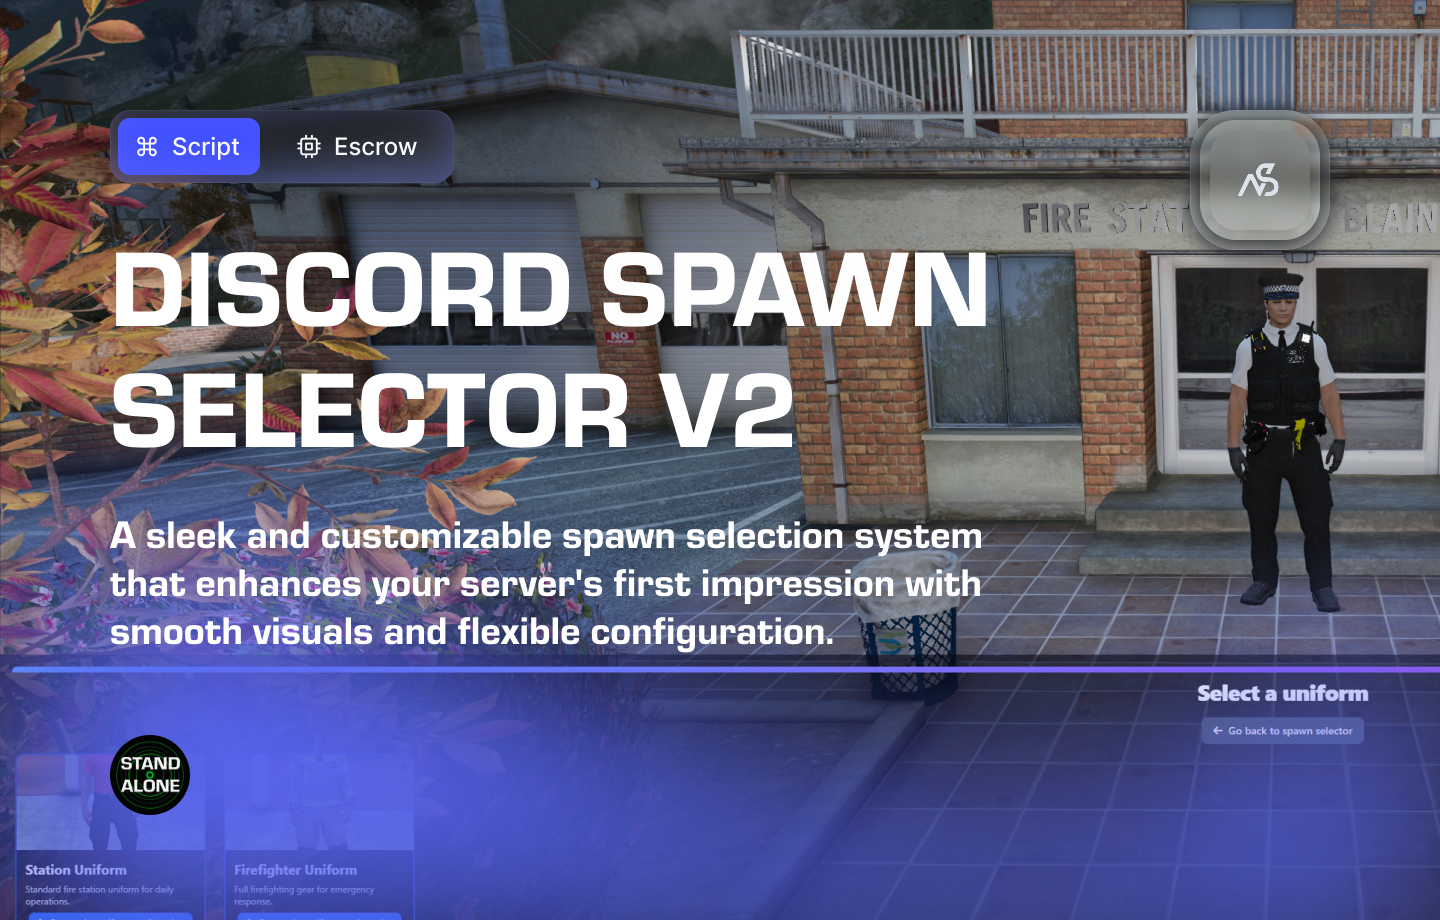 Script
Escrow
FIRE STAT
BLAIN
DISCORD SPAWN
SELECTOR V2
NO
A sleek and customizable spawn selection system
that enhances your server's first impression with
smooth visuals and flexible configuration.
Select a uniform
Go back to spawn selector
STAND
ALONE
Station Uniform
Standard fire station uniform for daily
operations.
Firefighter Uniform
Full firefighting gear for emergency
response.